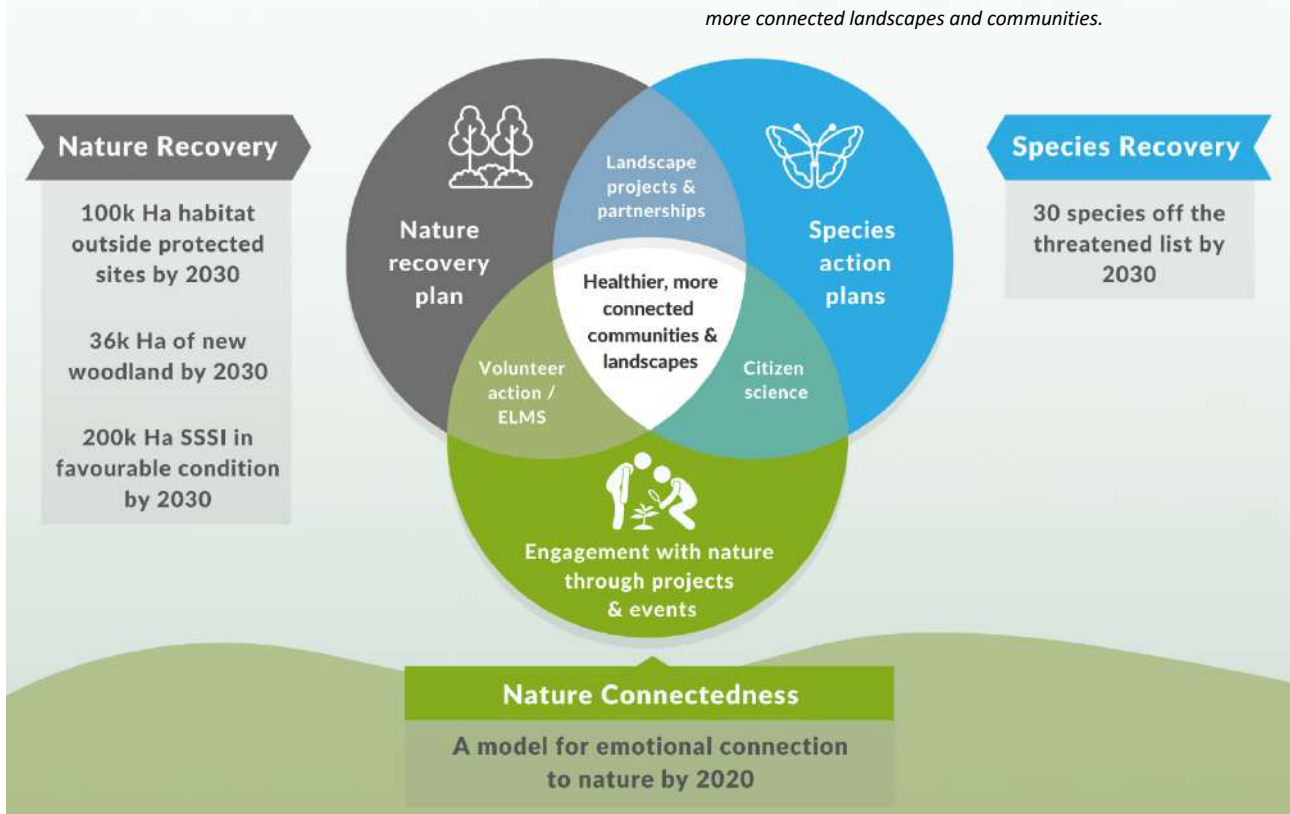 more connected landscapes and communities.
Nature Recovery
100k Ha habitat
outside protected
sites by 2030
36k Ha of new
woodland by 2030
200k Ha SSSI in
favourable condition
by 2030
Nature
recovery
plan
Landscape
projects &
partnerships
Species
action
plans
Healthier, more
connected
communities &
landscapes
Volunteer
action /
ELMS
Citizen
science
Engagement with nature
through projects
& events
Species Recovery
30 species off the
threatened list by
2030
Nature Connectedness
A model for emotional connection
to nature by 2020